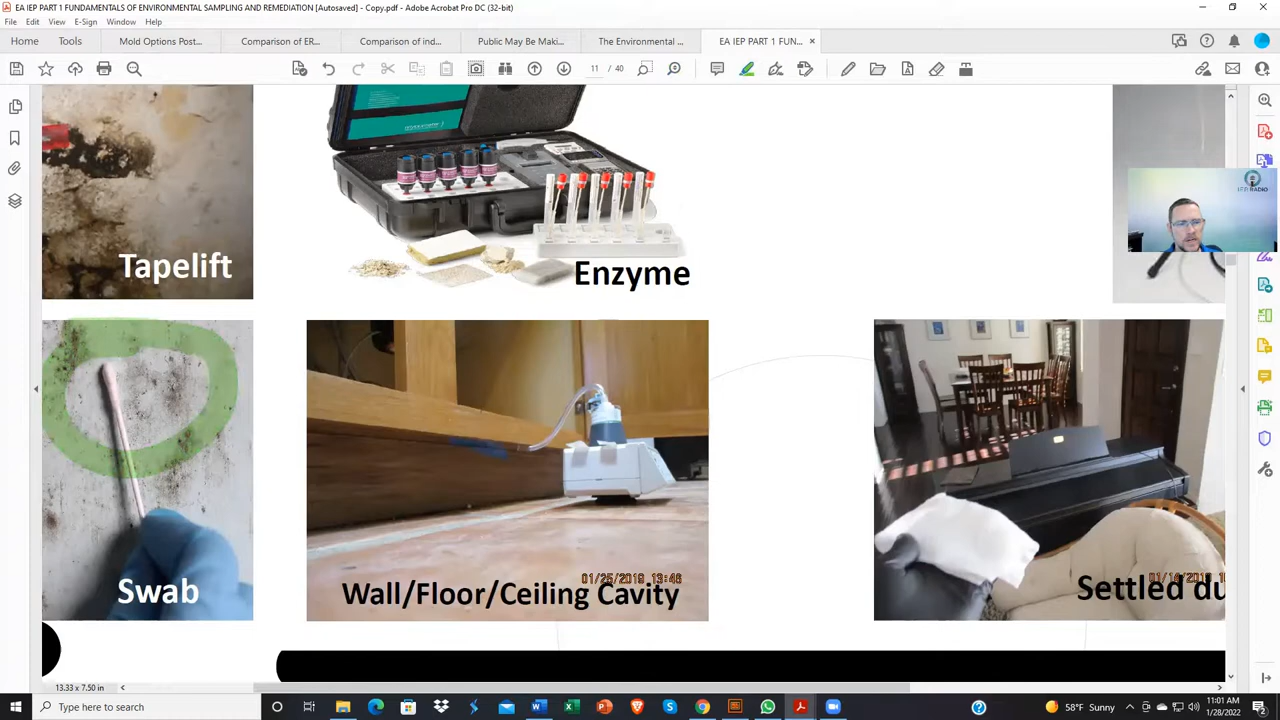 EA IEP PART 1 FUNDAMENTALS OF ENVIRONMENTAL SAMPLING AND REMEDIATION [Autosaved] - Copy.pdf - Adobe Acrobat Pro DC (32-bit)
File Edit View E-Sign Window Help
Home Tools Mold Options Post... Comparison of ER... Comparison of ind... Public May Be Maki... The Environmental ... EA IEP PART 1 FUN... ×
11 / 40
IEP RADIO
Tapelift
Enzyme
Swab
01/25/2019 13:46
Wall/Floor/Ceiling Cavity
Settled du
13.33 x 7.50 in
Type here to search
58°F Sunny
11:01 AM
1/28/2022
2